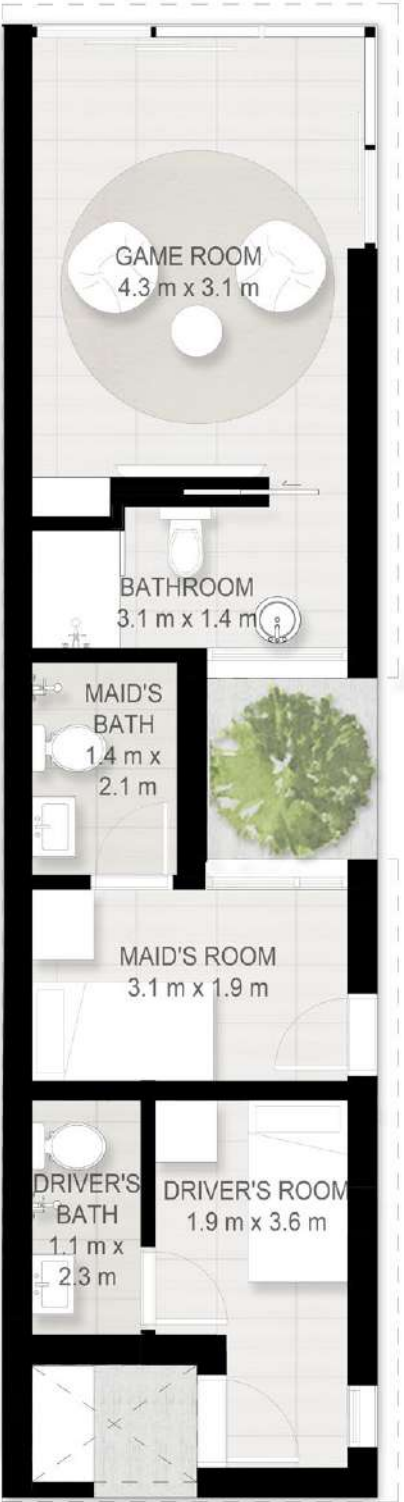 GAME ROOM
4.3 m x 3.1 m
BATHROOM
3.1 m x 1.4 m
MAID'S
BATH
1.4 m x
2.1 m
MAID'S ROOM
3.1 m x 1.9 m
DRIVER'S
BATH
1.1 m x
2.3 m
DRIVER'S ROOM
1.9 m x 3.6 m